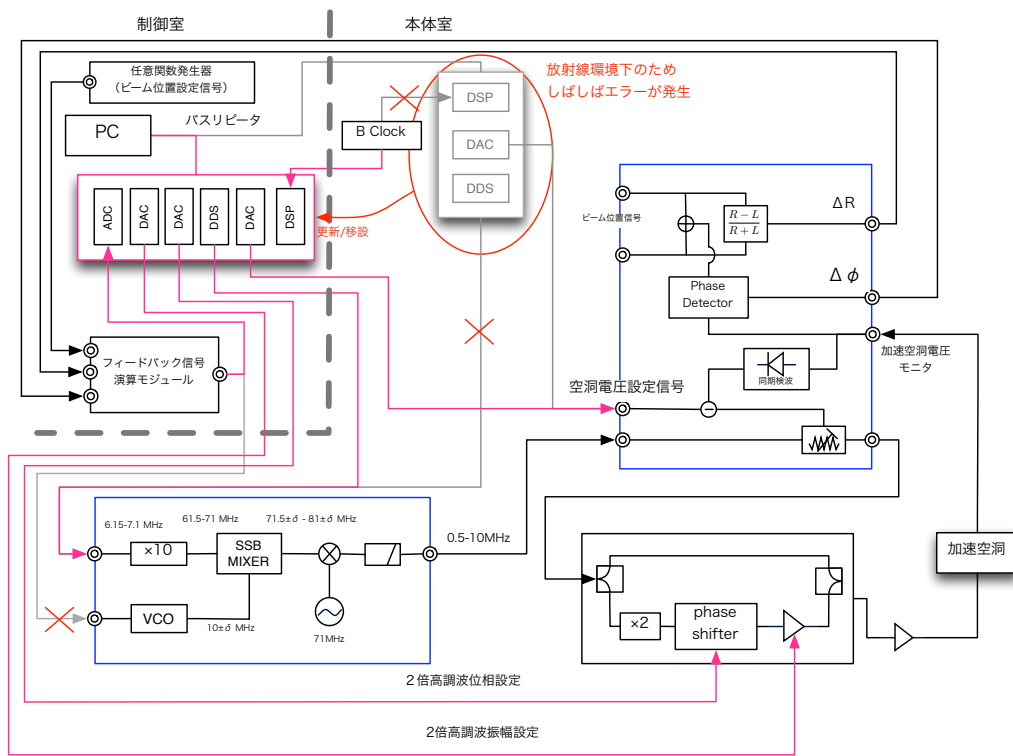 制御室
本体室
任意関数発生器
(ビーム位置設定信号)
放射線環境下のため
しばしばエラーが発生
DSP
DAC
DDS
バスリピータ
PC
B Clock
ADC
DAC
DAC
DDS
DAC
DSP
更新/移設
ビーム位置信号
R − L
R + L
ΔR
Δφ
Phase
Detector
加速空洞電圧
モニタ
同期検波
フィードバック信号
演算モジュール
空洞電圧設定信号
−
6.15-7.1 MHz
61.5-71 MHz
71.5±δ - 81±δ MHz
0.5-10MHz
×10
SSB
MIXER
VCO
10±δ MHz
71MHz
加速空洞
×2
phase
shifter
２倍高調波位相設定
2倍高調波振幅設定